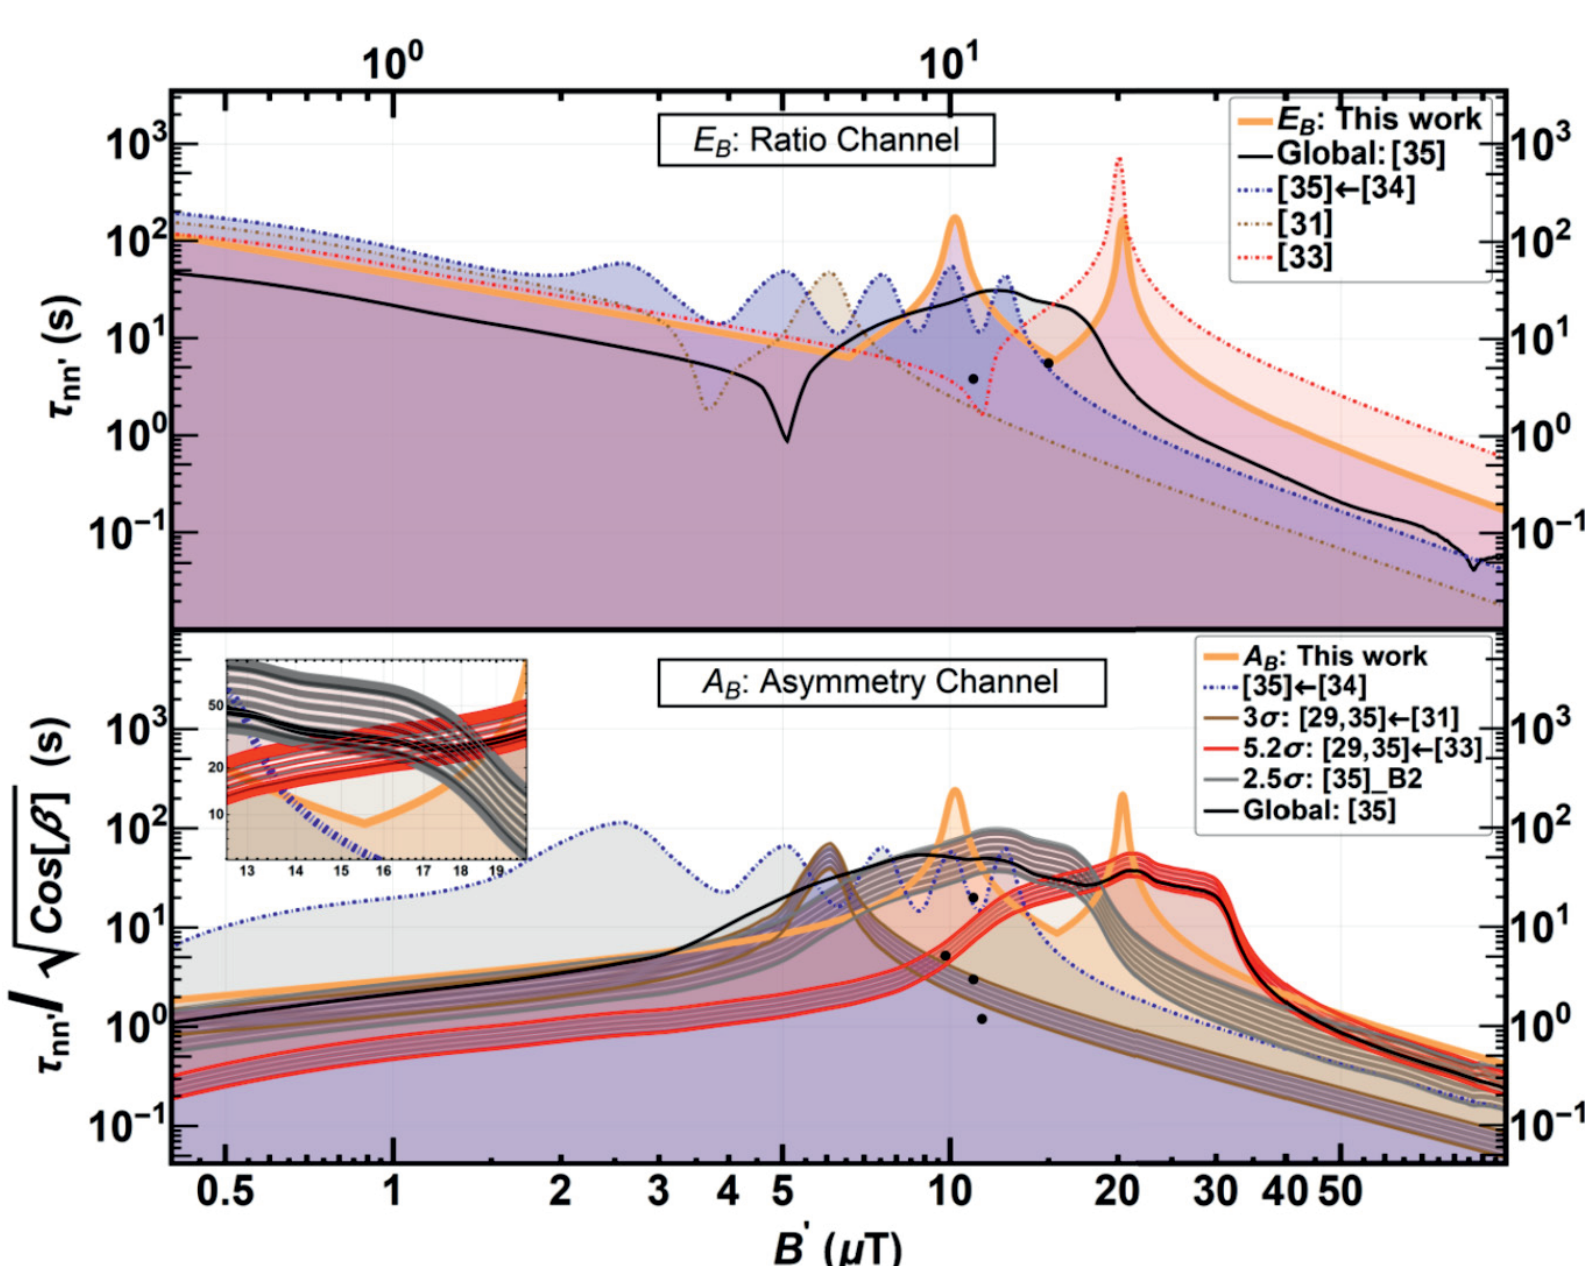 10⁰ 10¹
E_B: Ratio Channel
E_B: This work
Global: [35]
[35]←[34]
[31]
[33]
10³ 10³
10² 10²
10¹ 10¹
10⁰ 10⁰
10⁻¹ 10⁻¹
τnn' (s)
A_B: Asymmetry Channel
A_B: This work
[35]←[34]
3σ: [29,35]←[31]
5.2σ: [29,35]←[33]
2.5σ: [35]_B2
Global: [35]
50
20
10
13 14 15 16 17 18 19
10³ 10³
10² 10²
10¹ 10¹
10⁰ 10⁰
10⁻¹ 10⁻¹
τnn'/√Cos[β] (s)
0.5 1 2 3 4 5 10 20 30 40 50
B' (μT)